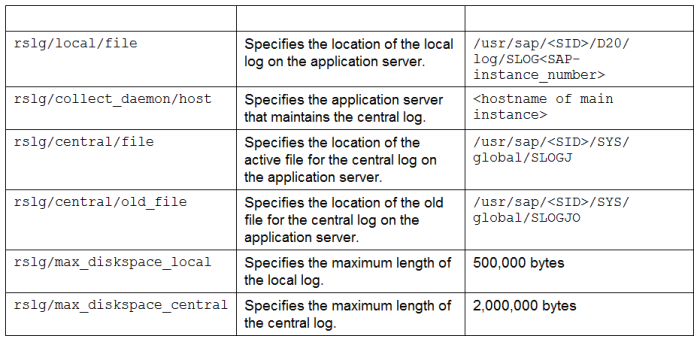 rslg/local/file
Specifies the location of the local
log on the application server.
/usr/sap/<SID>/D20/
log/SLOG<SAP-
instance_number>
rslg/collect_daemon/host
Specifies the application server
that maintains the central log.
<hostname of main
instance>
rslg/central/file
Specifies the location of the
active file for the central log on
the application server.
/usr/sap/<SID>/SYS/
global/SLOGJ
rslg/central/old_file
Specifies the location of the old
file for the central log on the
application server.
/usr/sap/<SID>/SYS/
global/SLOGJO
rslg/max_diskspace_local
Specifies the maximum length of
the local log.
500,000 bytes
rslg/max_diskspace_central
Specifies the maximum length of
the central log.
2,000,000 bytes